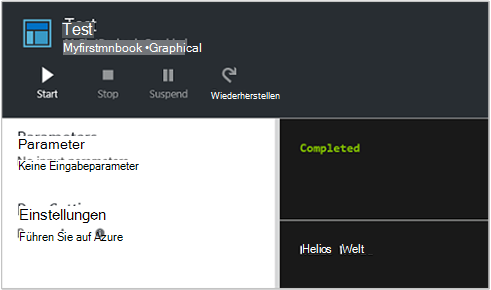 Test
Myfirstmnbook •Graphical
Start
Stop
Suspend
Wiederherstellen
Parameter
Keine Eingabeparameter
Einstellungen
Führen Sie auf Azure
Completed
Helios Welt